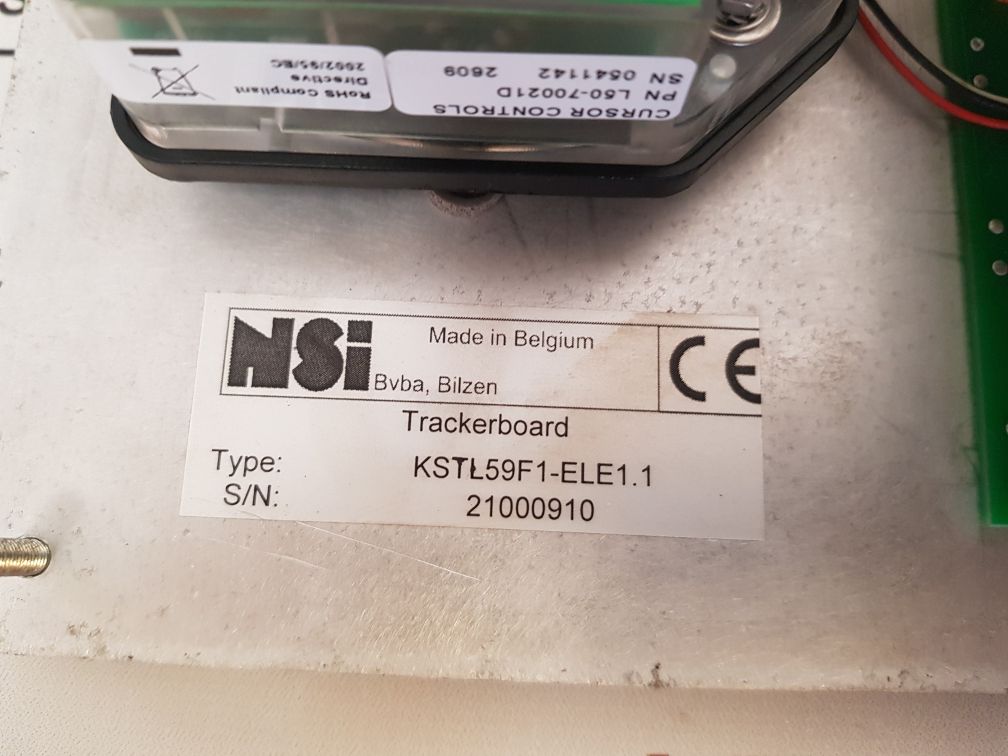 CURSOR CONTROLS
PN L50-70021D
SN 0541142 2609
RoHS Compliant
Directive
2002/95/EC
NSi
Made in Belgium
Bvba, Bilzen
CE
Trackerboard
Type: KSTL59F1-ELE1.1
S/N: 21000910